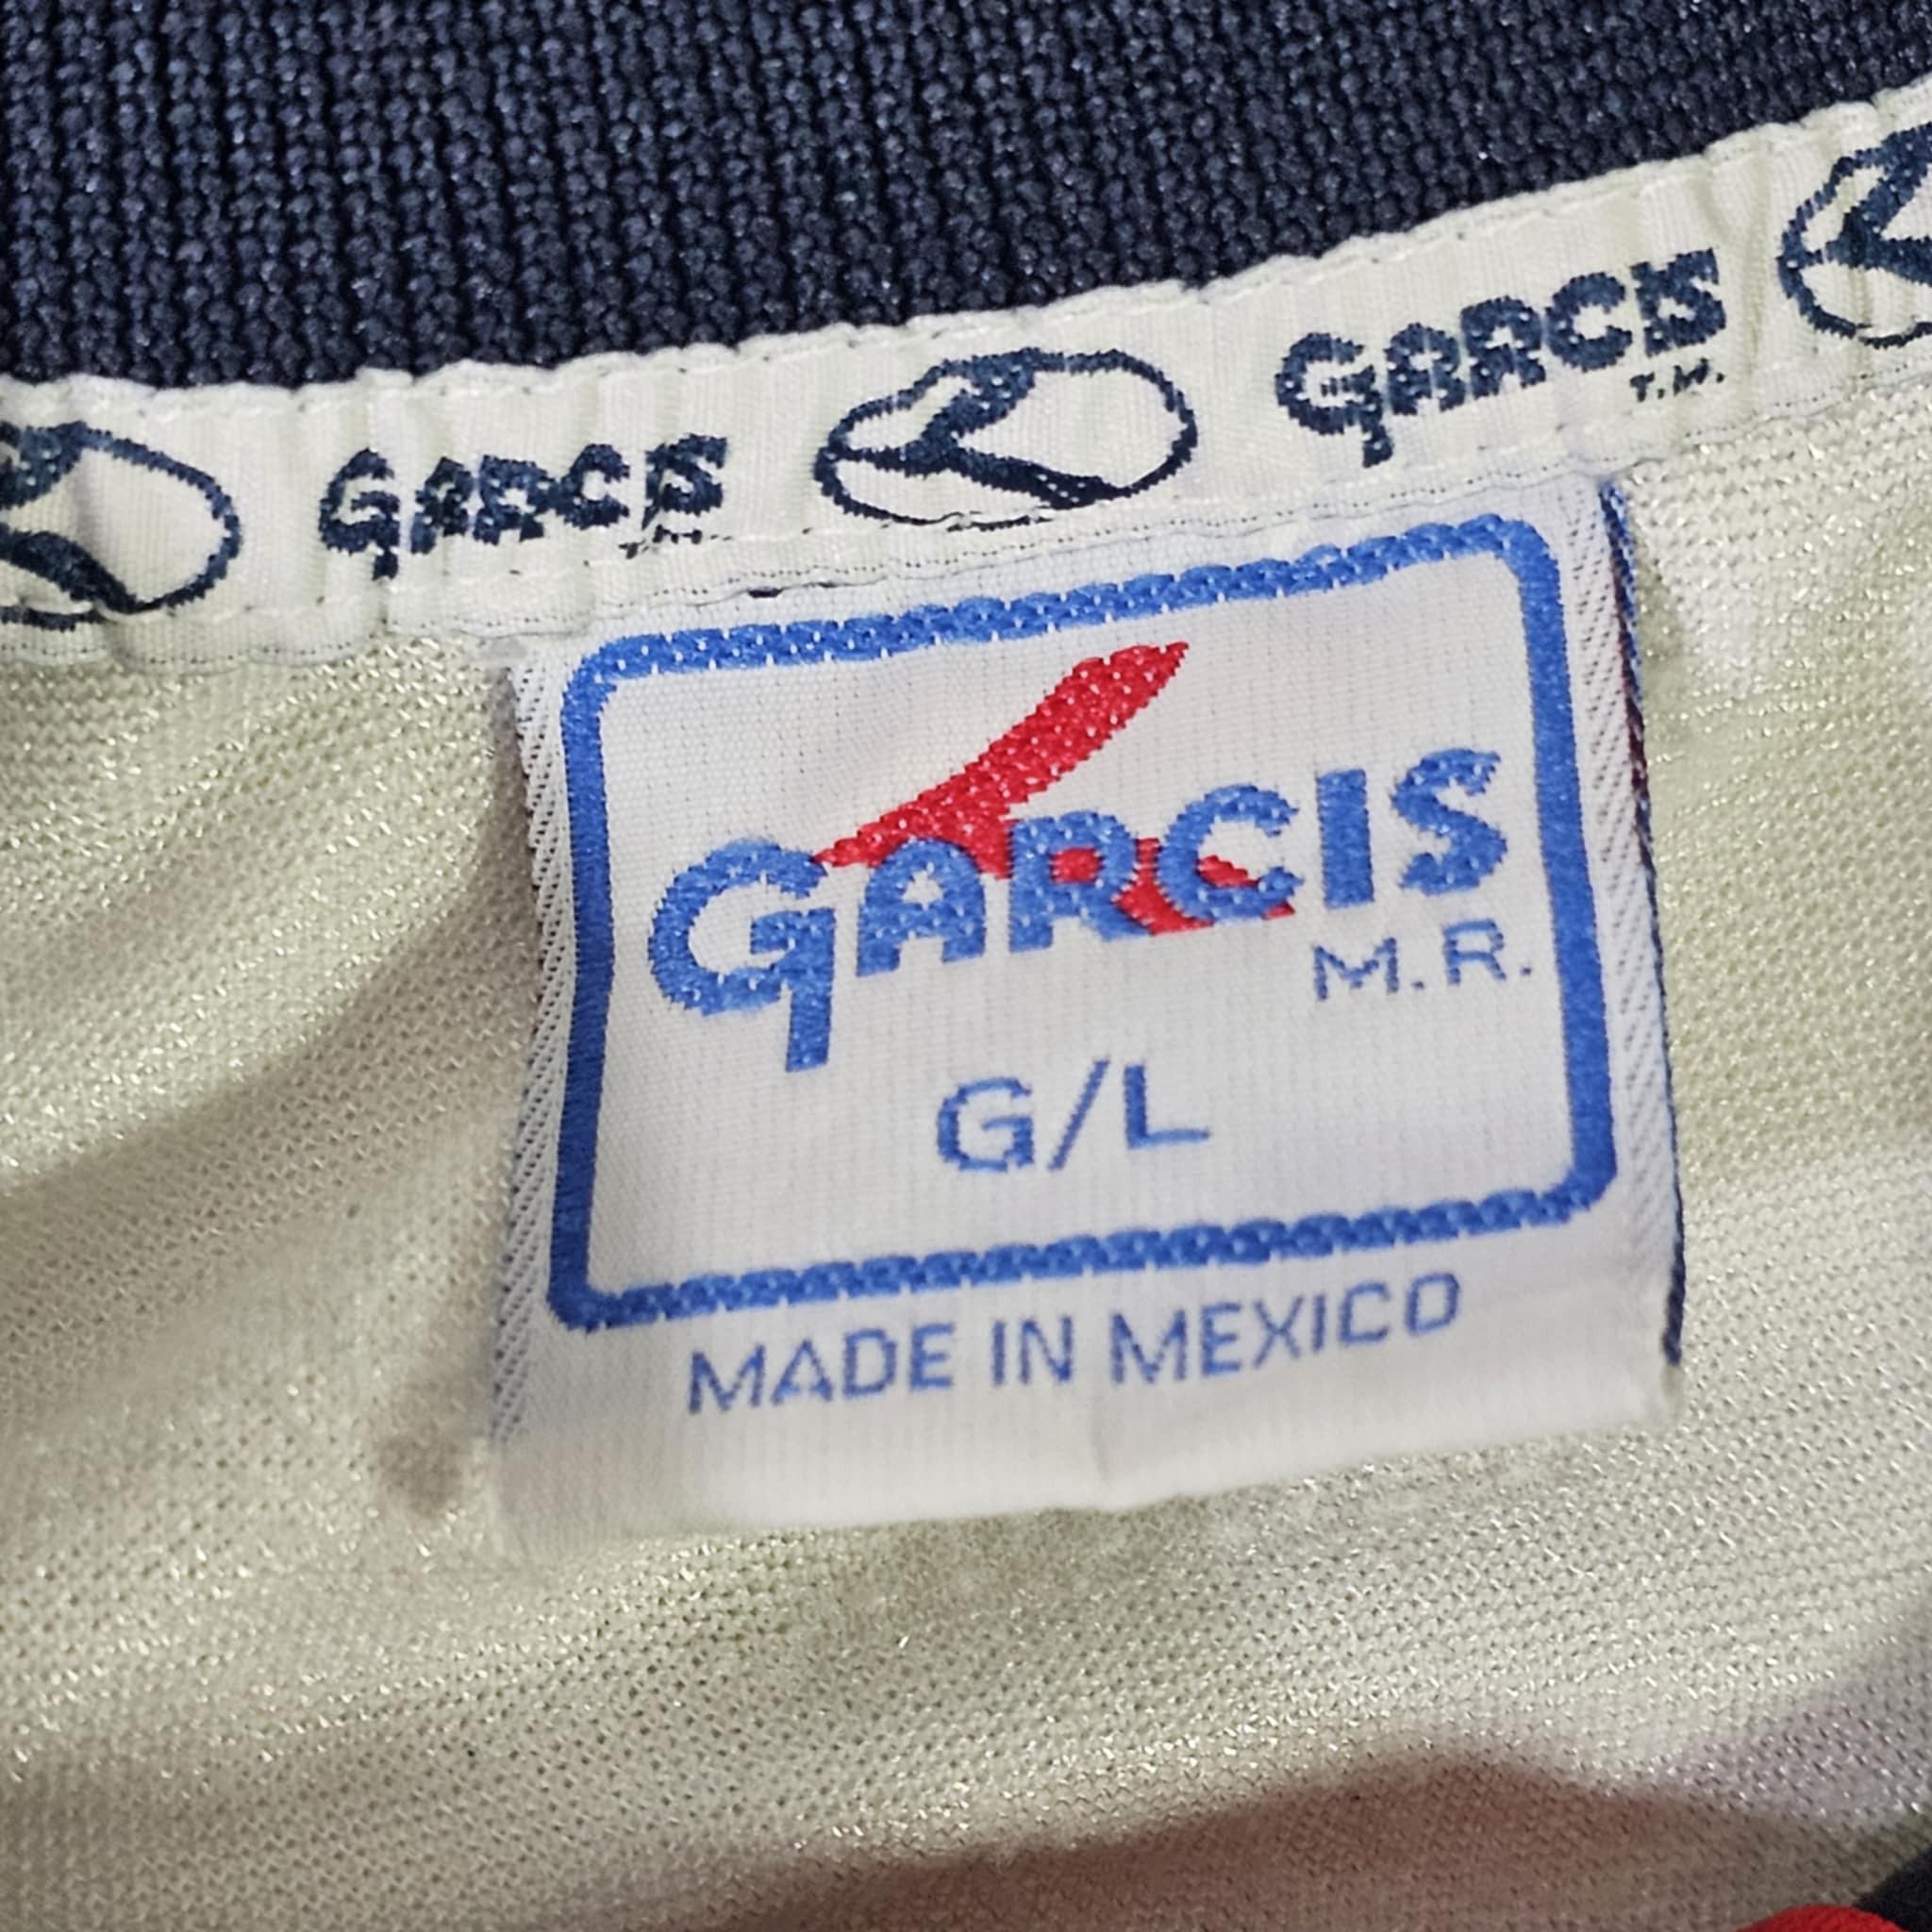 GARCIS
T.M.
GARCIS
T.M.
GARCIS
M.R.
G/L
MADE IN MEXICO